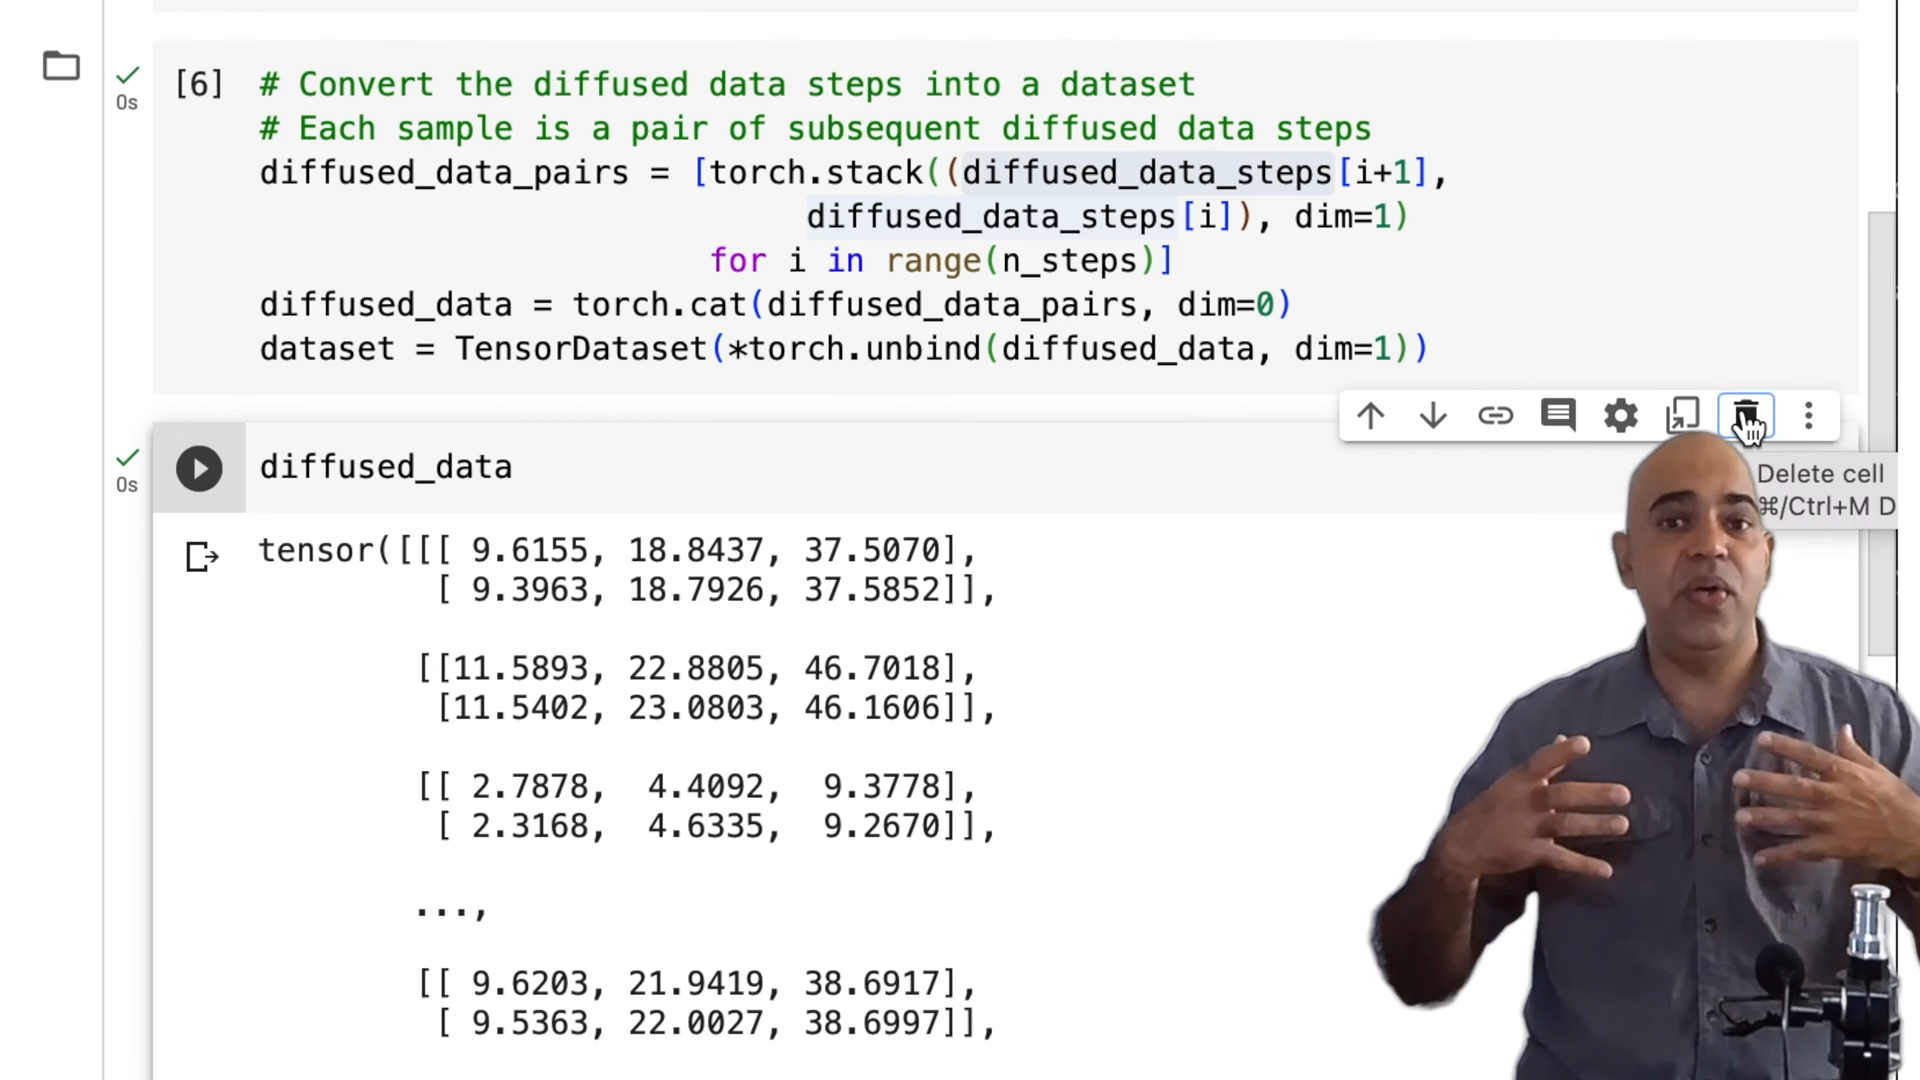 0s
[6]
# Convert the diffused data steps into a dataset
# Each sample is a pair of subsequent diffused data steps
diffused_data_pairs = [torch.stack((diffused_data_steps[i+1],
diffused_data_steps[i]), dim=1)
for i in range(n_steps)]
diffused_data = torch.cat(diffused_data_pairs, dim=0)
dataset = TensorDataset(*torch.unbind(diffused_data, dim=1))
0s
diffused_data
Delete cell
⌘/Ctrl+M D
tensor([[[ 9.6155, 18.8437, 37.5070],
[ 9.3963, 18.7926, 37.5852]],
[[11.5893, 22.8805, 46.7018],
[11.5402, 23.0803, 46.1606]],
[[ 2.7878, 4.4092, 9.3778],
[ 2.3168, 4.6335, 9.2670]],
...,
[[ 9.6203, 21.9419, 38.6917],
[ 9.5363, 22.0027, 38.6997]],